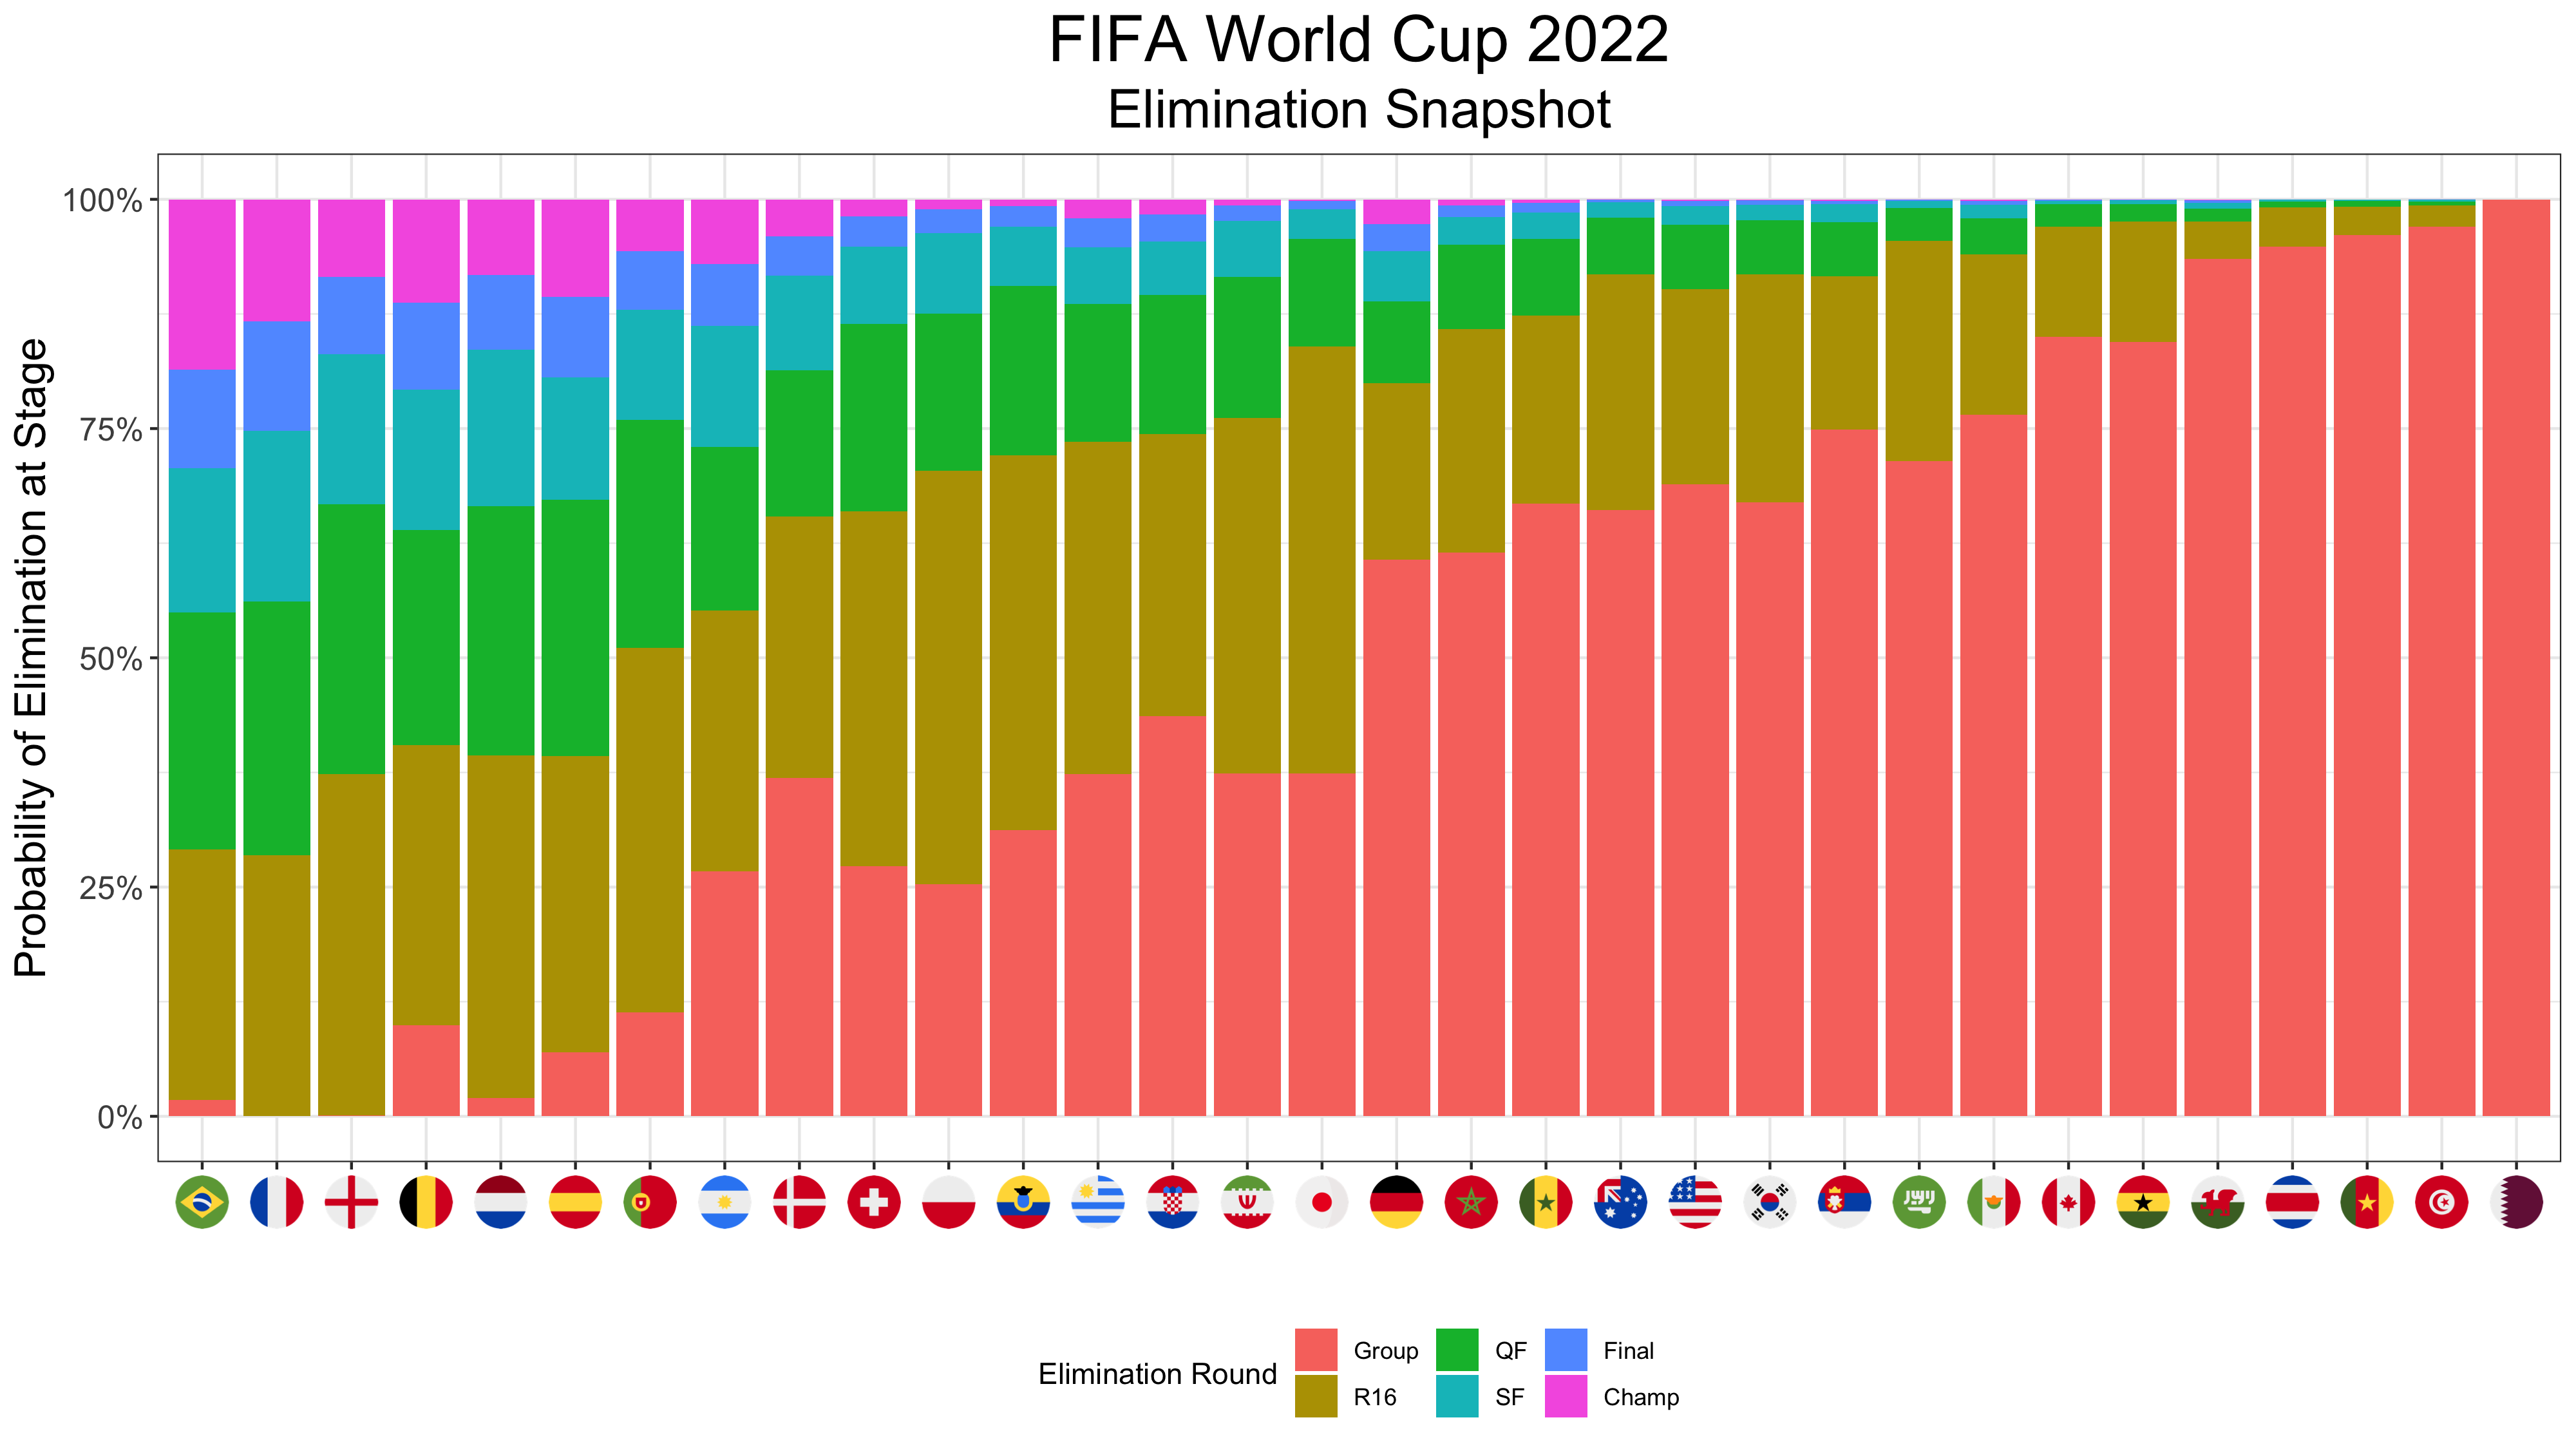 FIFA World Cup 2022
Elimination Snapshot
Probability of Elimination at Stage
100%
75%
50%
25%
0%
Elimination Round
Group
QF
Final
R16
SF
Champ